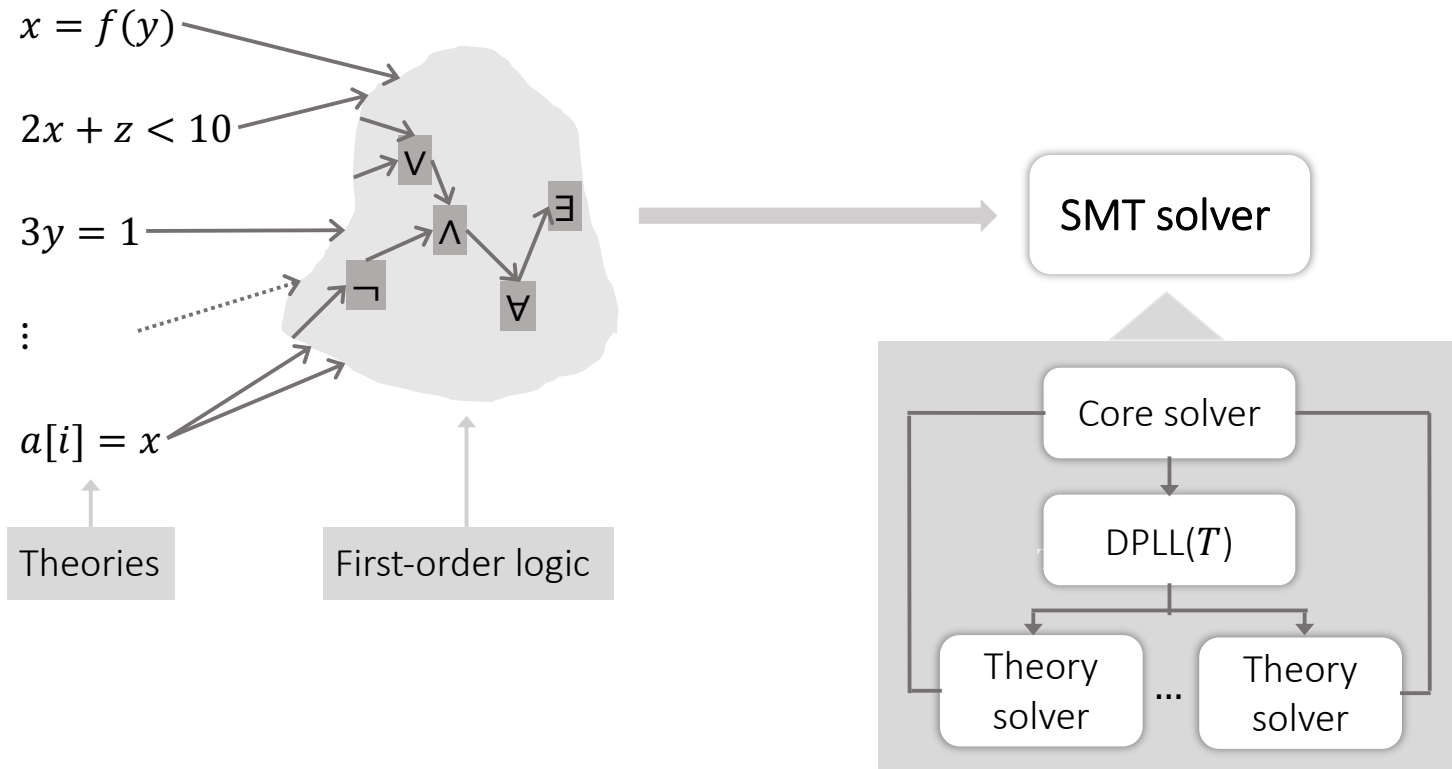 x = f(y)
2x + z < 10
3y = 1
⋮
a[i] = x
∨
∧
¬
∀
∃
Theories
First-order logic
SMT solver
Core solver
DPLL(T)
Theory
solver
...
Theory
solver